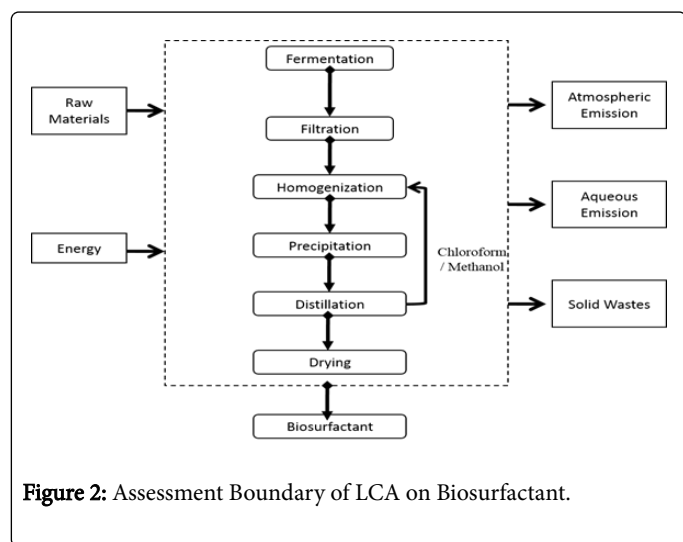 Fermentation
Raw
Materials
Atmospheric
Emission
Filtration
Homogenization
Aqueous
Emission
Energy
Precipitation
Chloroform
/ Methanol
Distillation
Solid Wastes
Drying
Biosurfactant
Figure 2: Assessment Boundary of LCA on Biosurfactant.